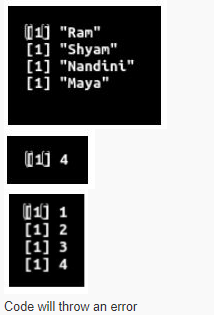 [1] "Ram"
[1] "Shyam"
[1] "Nandini"
[1] "Maya"
[1] 4
[1] 1
[1] 2
[1] 3
[1] 4
Code will throw an error